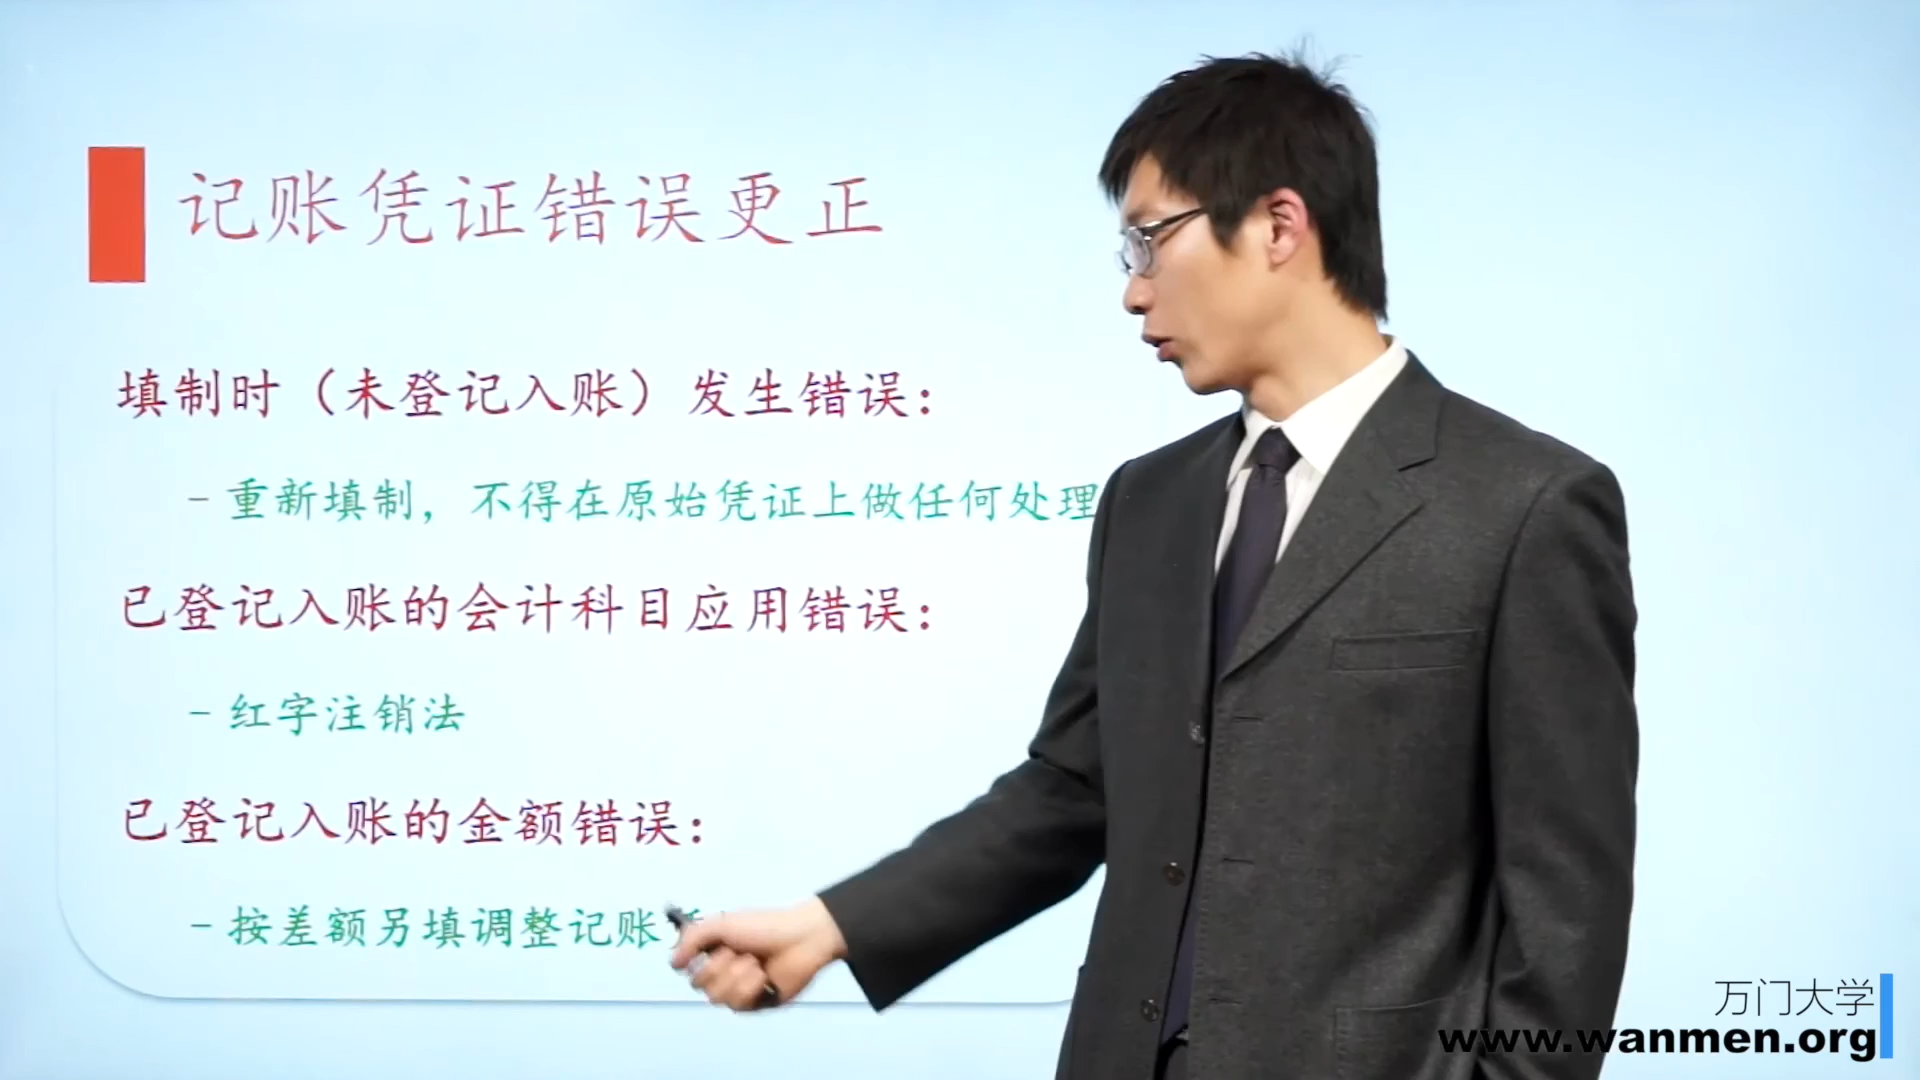 记账凭证错误更正
填制时（未登记入账）发生错误：
- 重新填制，不得在原始凭证上做任何处理
已登记入账的会计科目应用错误：
- 红字注销法
已登记入账的金额错误：
- 按差额另填调整记账
万门大学
www.wanmen.org